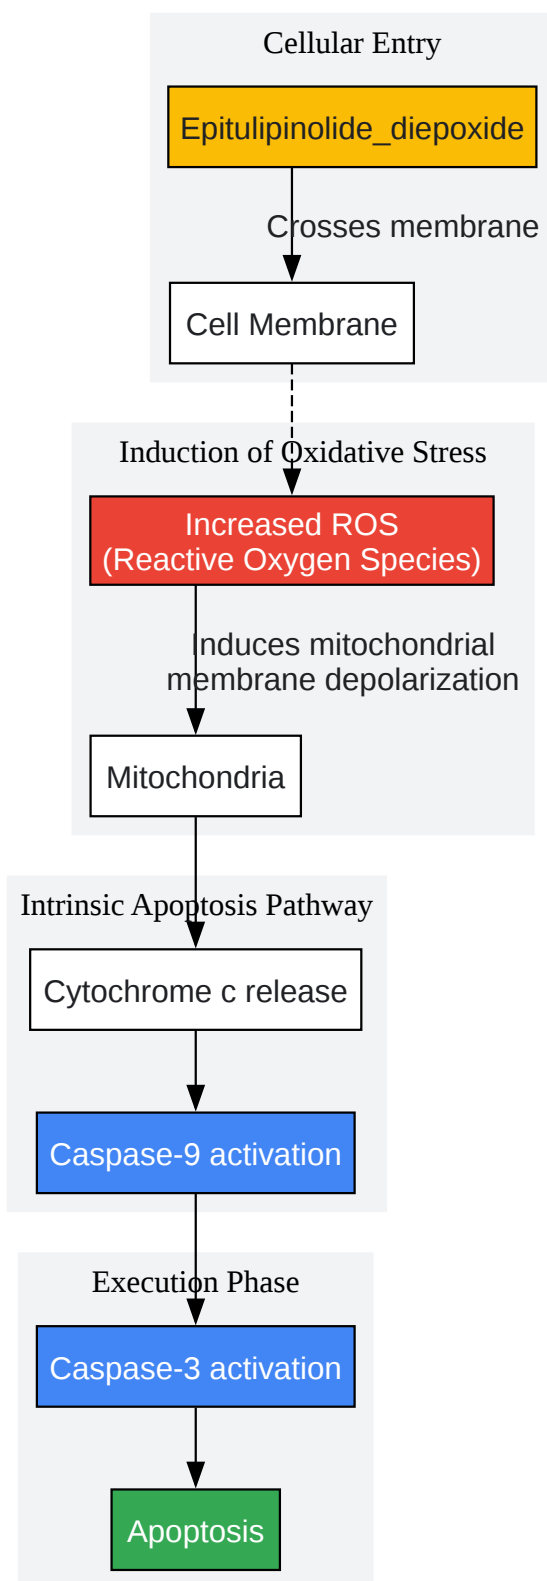 Cellular Entry
Epitulipinolide_diepoxide
Crosses membrane
Cell Membrane
Induction of Oxidative Stress
Increased ROS
(Reactive Oxygen Species)
Induces mitochondrial
membrane depolarization
Mitochondria
Intrinsic Apoptosis Pathway
Cytochrome c release
Caspase-9 activation
Execution Phase
Caspase-3 activation
Apoptosis